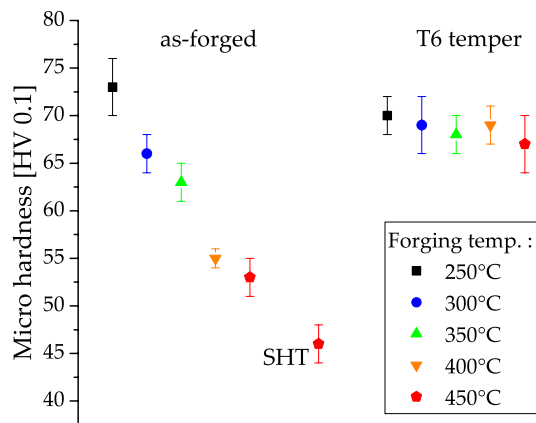 as-forged
T6 temper
Micro hardness [HV 0.1]
80
75
70
65
60
55
50
45
40
SHT
Forging temp. :
250°C
300°C
350°C
400°C
450°C